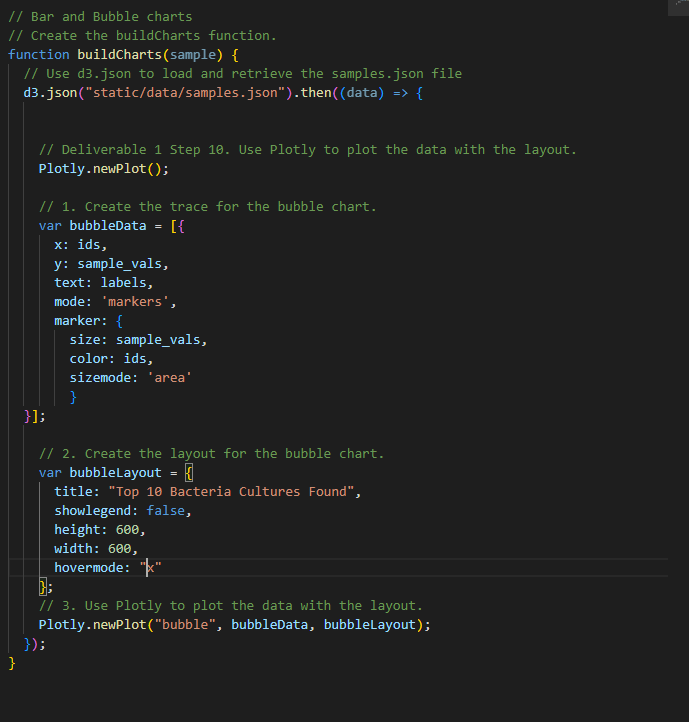 // Bar and Bubble charts
// Create the buildCharts function.
function buildCharts(sample) {
  // Use d3.json to load and retrieve the samples.json file
  d3.json("static/data/samples.json").then((data) => {
    // Deliverable 1 Step 10. Use Plotly to plot the data with the layout.
    Plotly.newPlot();
    // 1. Create the trace for the bubble chart.
    var bubbleData = [{
      x: ids,
      y: sample_vals,
      text: labels,
      mode: 'markers',
      marker: {
        size: sample_vals,
        color: ids,
        sizemode: 'area'
        }
  }];
    // 2. Create the layout for the bubble chart.
    var bubbleLayout = {
      title: "Top 10 Bacteria Cultures Found",
      showlegend: false,
      height: 600,
      width: 600,
      hovermode: "x"
    };
    // 3. Use Plotly to plot the data with the layout.
    Plotly.newPlot("bubble", bubbleData, bubbleLayout);
  });
}